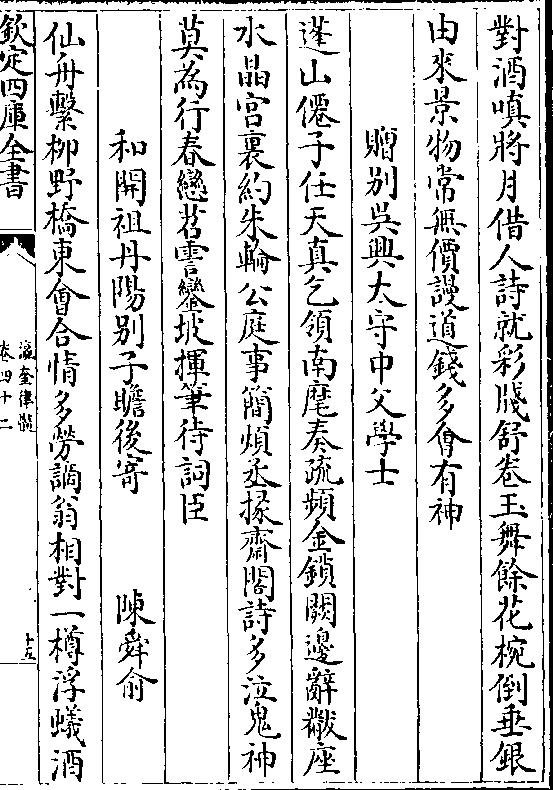 對酒嗔將月借人詩就彩牋舒卷玉舞餘花椀倒垂銀
由來景物常無價謾道錢多會有神
贈别吳興太守中父學士
蓬山僊子任天真乞領南麾奏疏頻金鎖闕邊辭黻座
水晶宫裏約朱輪公庭事簡煩丞掾齋閣詩多泣鬼神
莫為行春戀苕霅鑾坡揮筆待詞臣
和開祖丹陽别子瞻後寄 陳舜俞
仙舟繫柳野橋東會合情多勞謫翁相對一樽浮蟻酒
欽定四庫全書
瀛奎律髓
卷四十二
十五